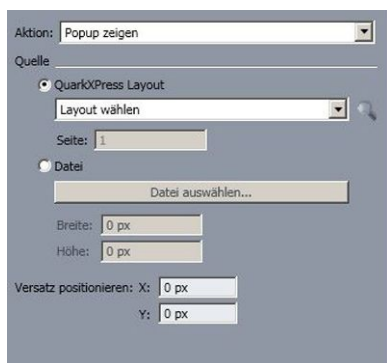 Aktion: Popup zeigen
Quelle
QuarkXPress Layout
Layout wählen
Seite: 1
Datei
Datei auswählen...
Breite: 0 px
Höhe: 0 px
Versatz positionieren: X: 0 px
Y: 0 px